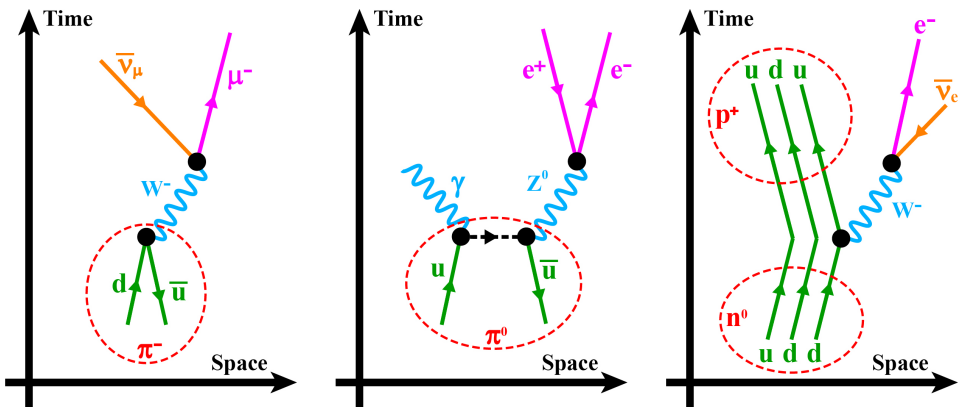 Time
ν̅μ
μ⁻
W⁻
d
u̅
π⁻
Space
Time
e⁺
e⁻
γ
Z⁰
u
u̅
π⁰
Space
Time
e⁻
u d u
ν̅e
p⁺
W⁻
n⁰
u d d
Space